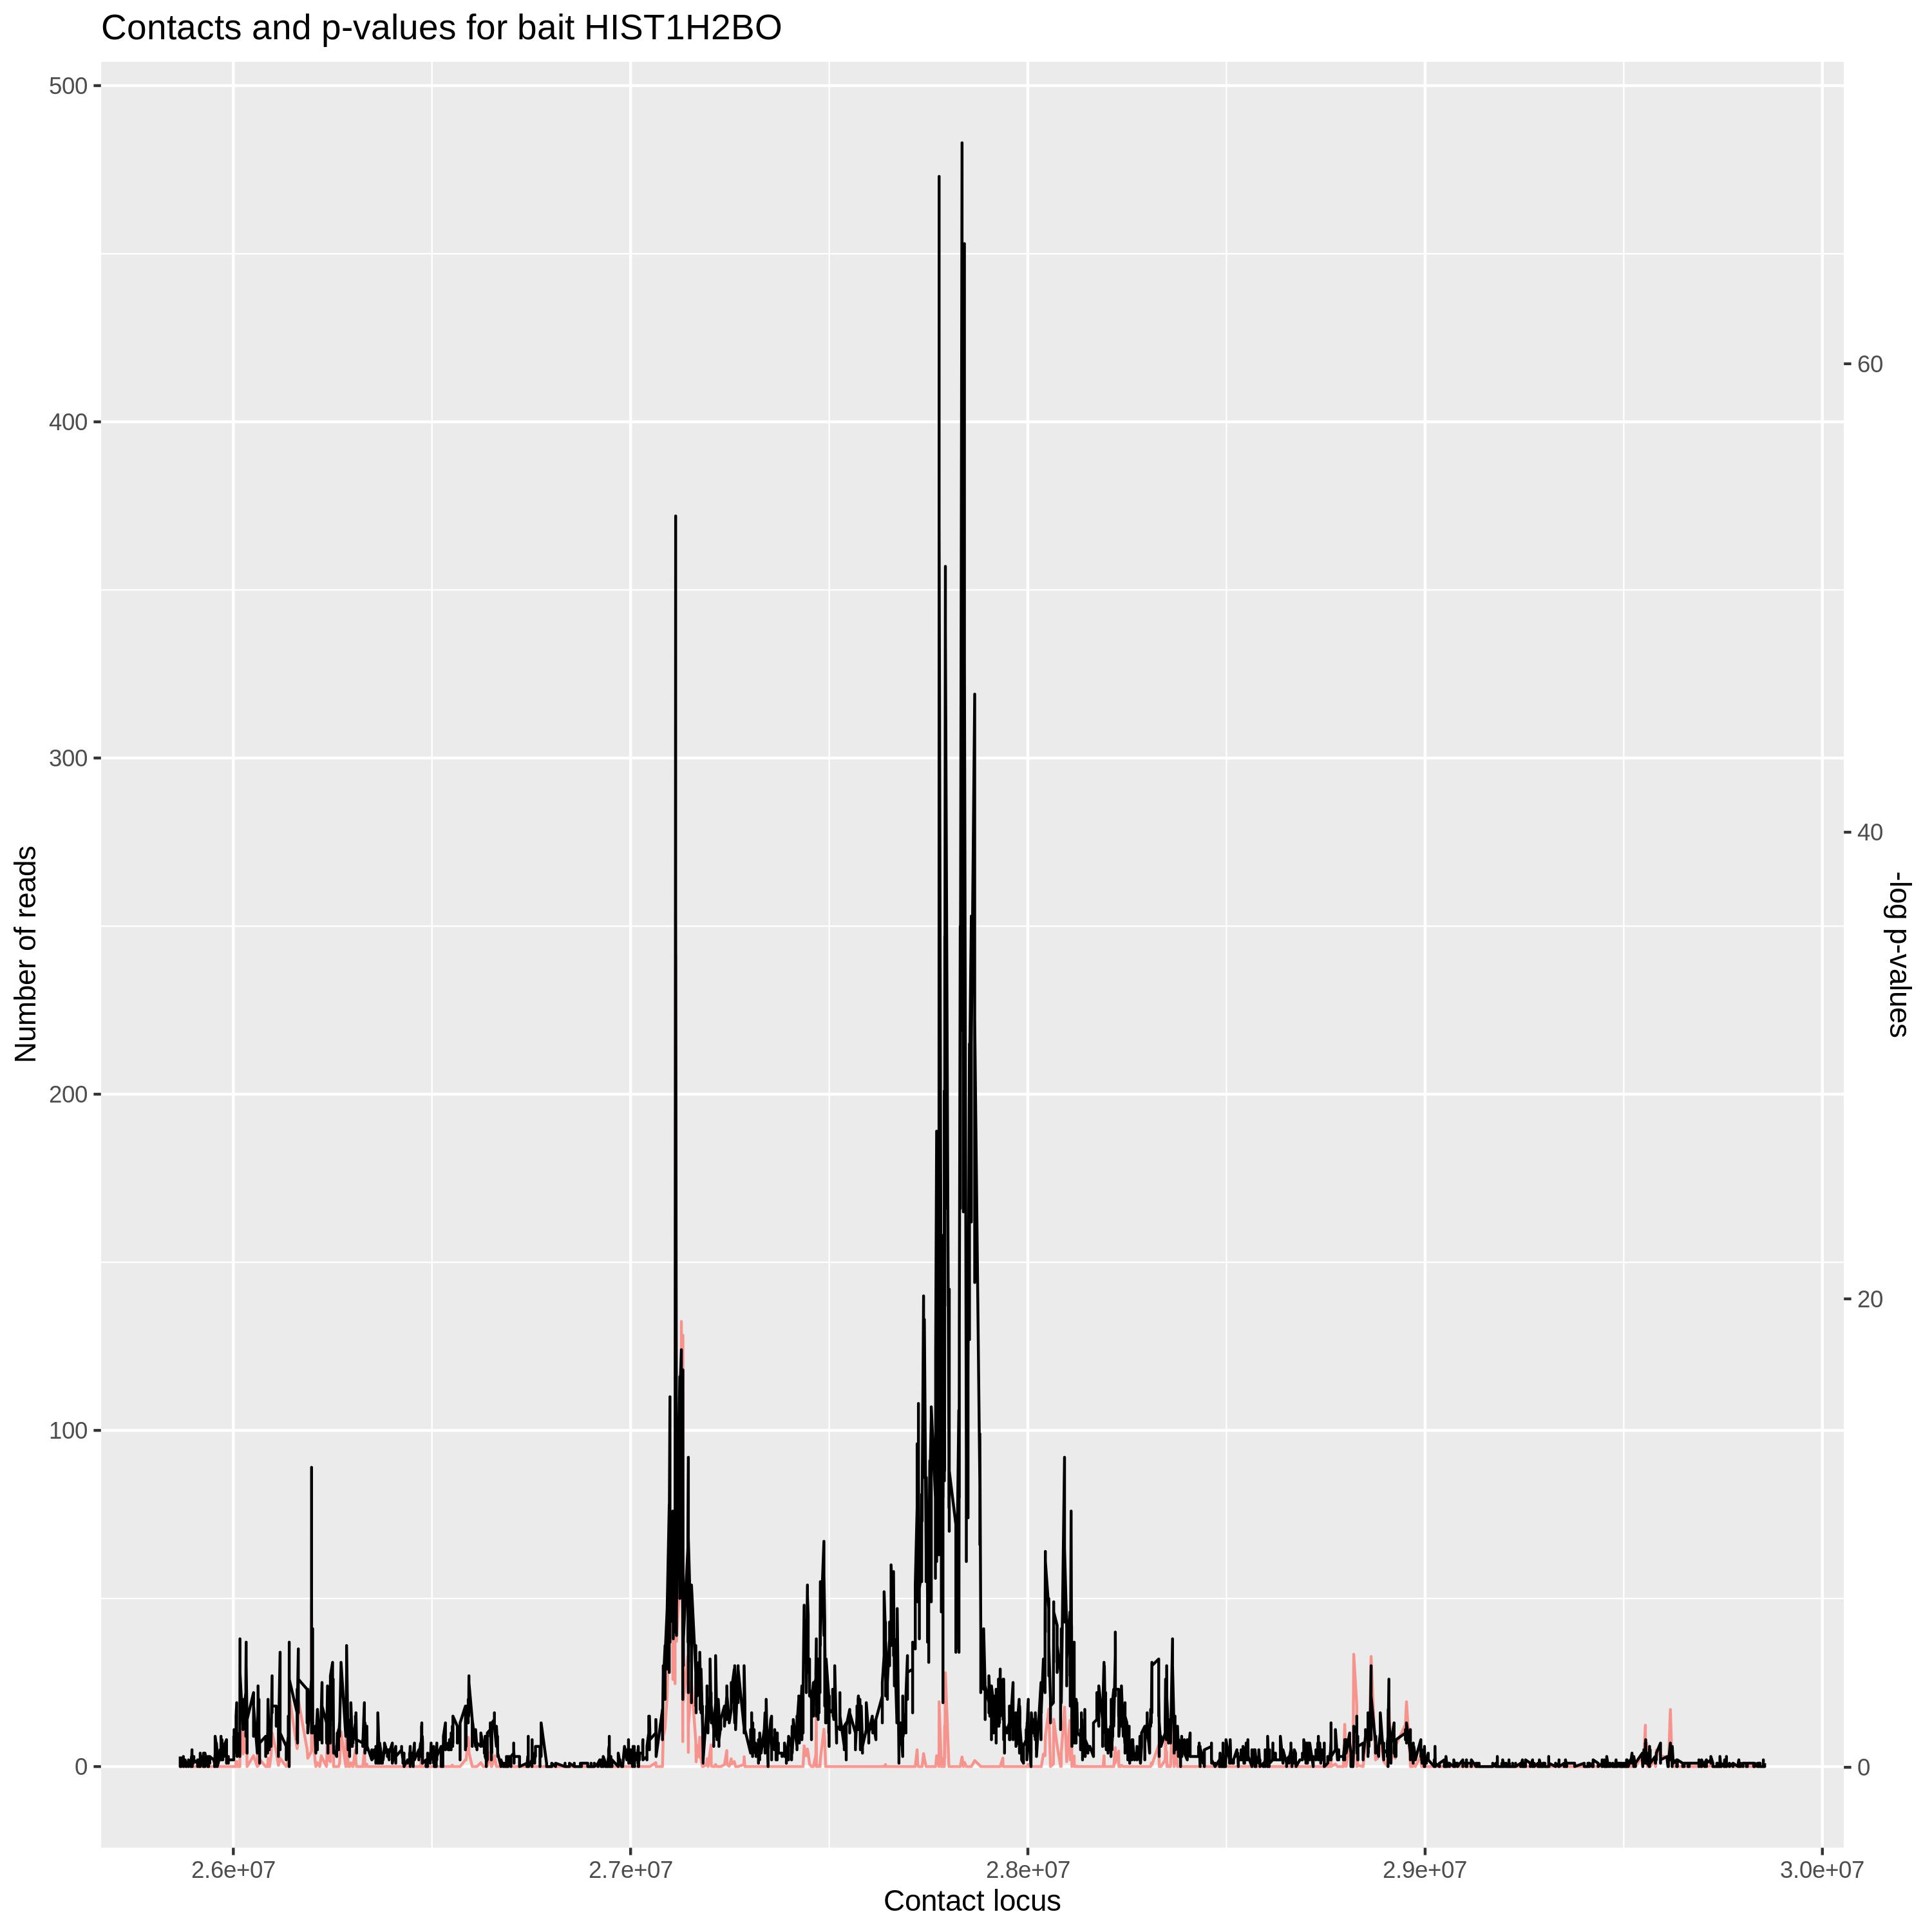 Contacts and p-values for bait HIST1H2BO
500
400
300
200
100
0
Number of reads
60
40
20
0
-log p-values
2.6e+07
2.7e+07
2.8e+07
2.9e+07
3.0e+07
Contact locus